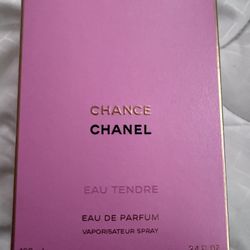 CHANCE
CHANEL
EAU TENDRE
EAU DE PARFUM
VAPORISATEUR SPRAY